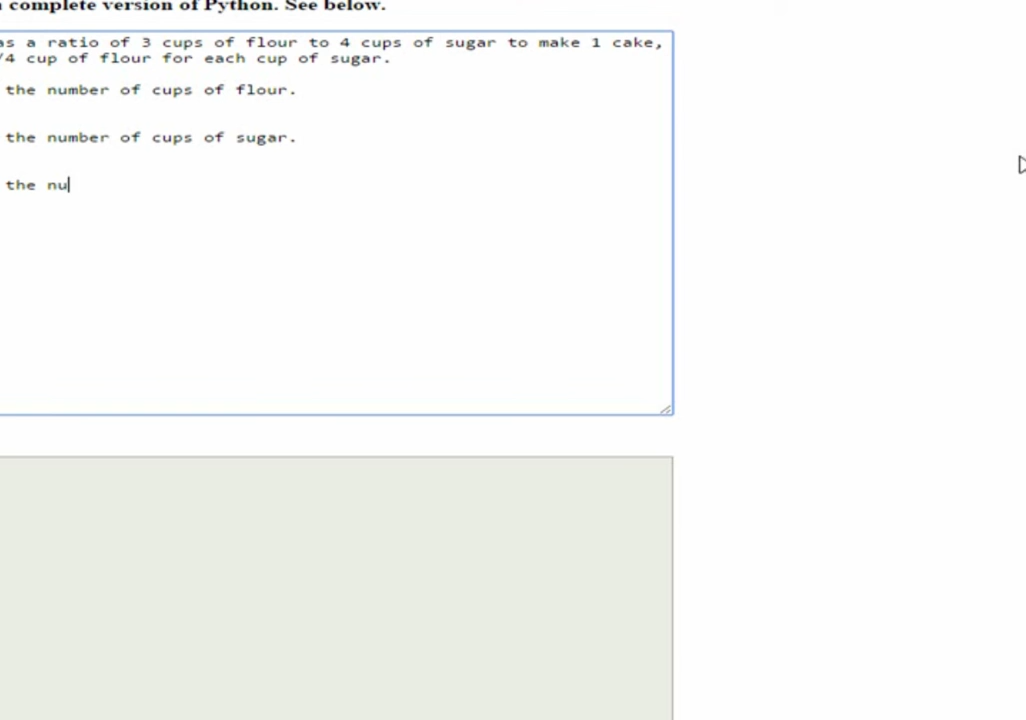 complete version of Python. See below.
as a ratio of 3 cups of flour to 4 cups of sugar to make 1 cake,
/4 cup of flour for each cup of sugar.
the number of cups of flour.
the number of cups of sugar.
the nu